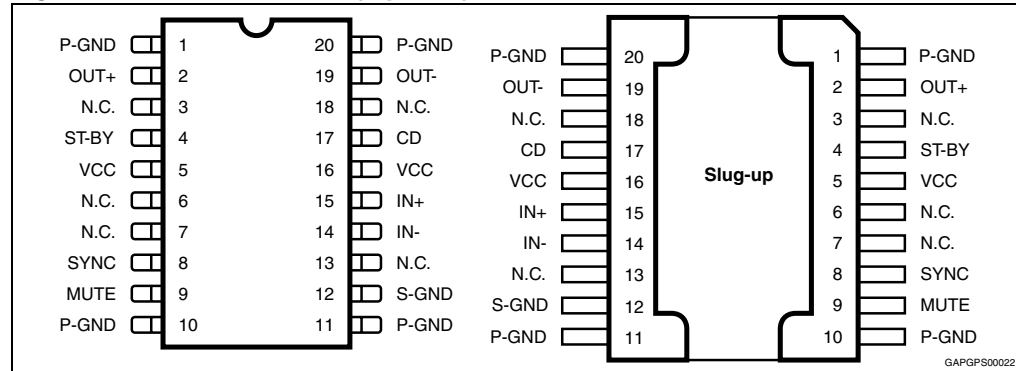 P-GND 1 20 P-GND
OUT+ 2 19 OUT-
N.C. 3 18 N.C.
ST-BY 4 17 CD
VCC 5 16 VCC
N.C. 6 15 IN+
N.C. 7 14 IN-
SYNC 8 13 N.C.
MUTE 9 12 S-GND
P-GND 10 11 P-GND
P-GND 20 1 P-GND
OUT- 19 2 OUT+
N.C. 18 3 N.C.
CD 17 4 ST-BY
VCC 16 Slug-up 5 VCC
IN+ 15 6 N.C.
IN- 14 7 N.C.
N.C. 13 8 SYNC
S-GND 12 9 MUTE
P-GND 11 10 P-GND
GAPGPS00022